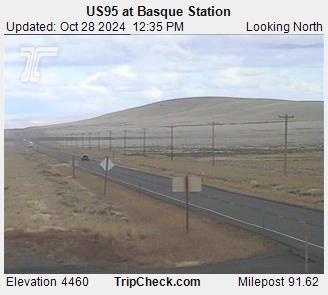 US95 at Basque Station
Updated: Oct 28 2024 12:35 PM Looking North
Elevation 4460 TripCheck.com Milepost 91.62